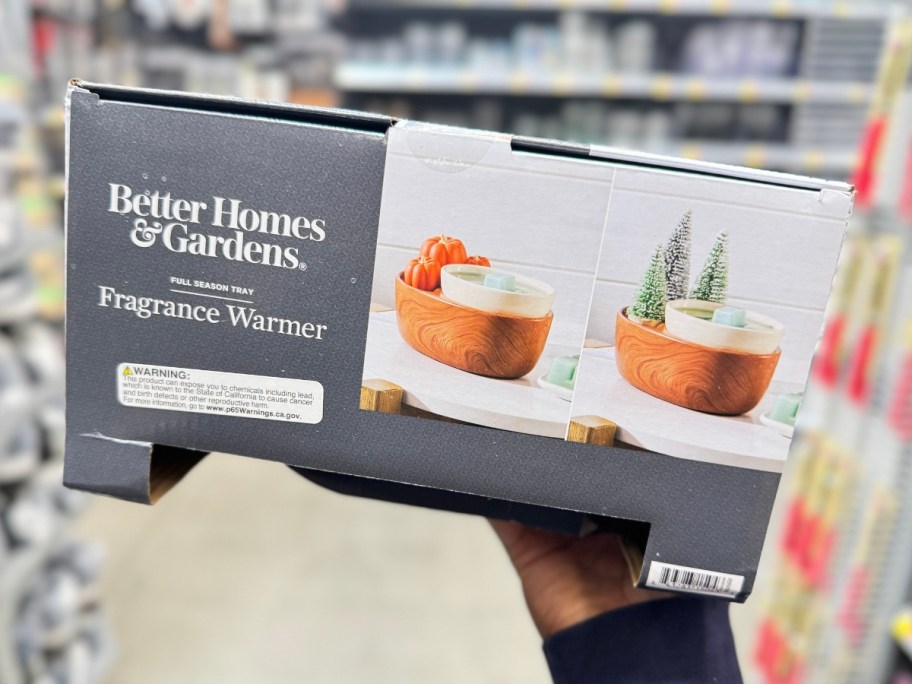 Better Homes
&Gardens®
FULL SEASON TRAY
Fragrance Warmer
⚠WARNING:
This product can expose you to chemicals including lead,
which is known to the State of California to cause cancer
and birth defects or other reproductive harm.
For more information, go to www.p65Warnings.ca.gov.